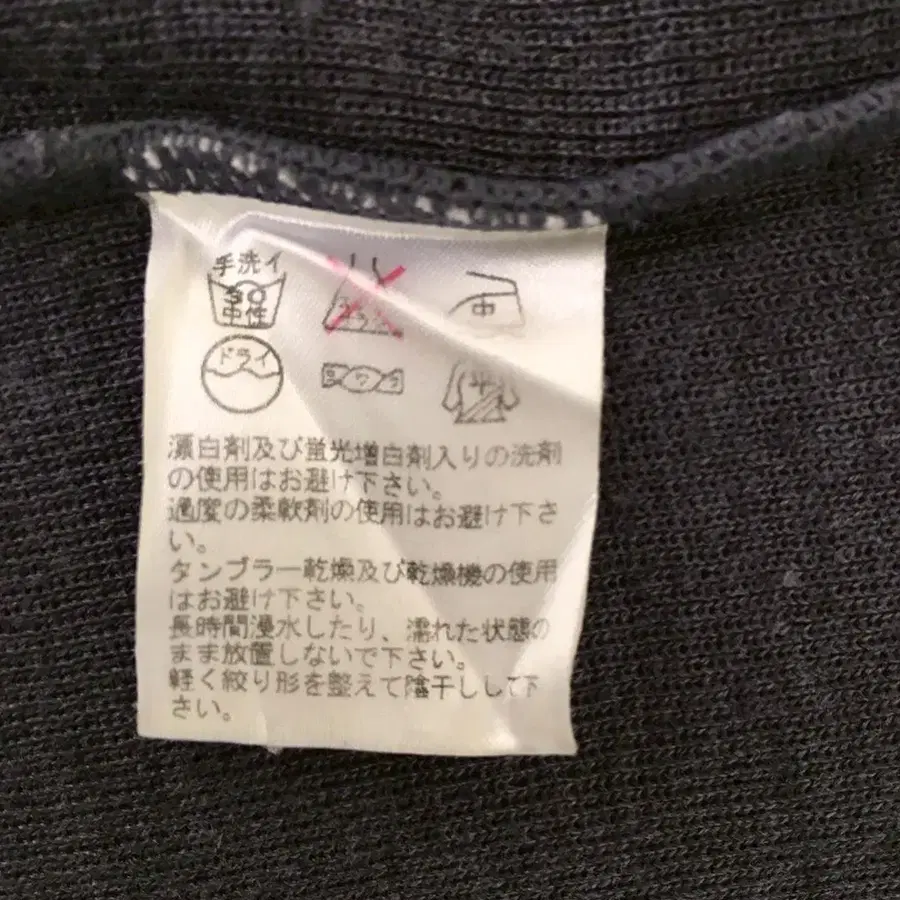 手洗イ
30
中性
中
ドライ
ヨワク
平
漂白剤及び蛍光増白剤入りの洗剤
の使用はお避け下さい。
過度の柔軟剤の使用はお避け下さ
い。
タンブラー乾燥及び乾燥機の使用
はお避け下さい。
長時間浸水したり、濡れた状態の
まま放置しないで下さい。
軽く絞り形を整えて陰干しして下
さい。